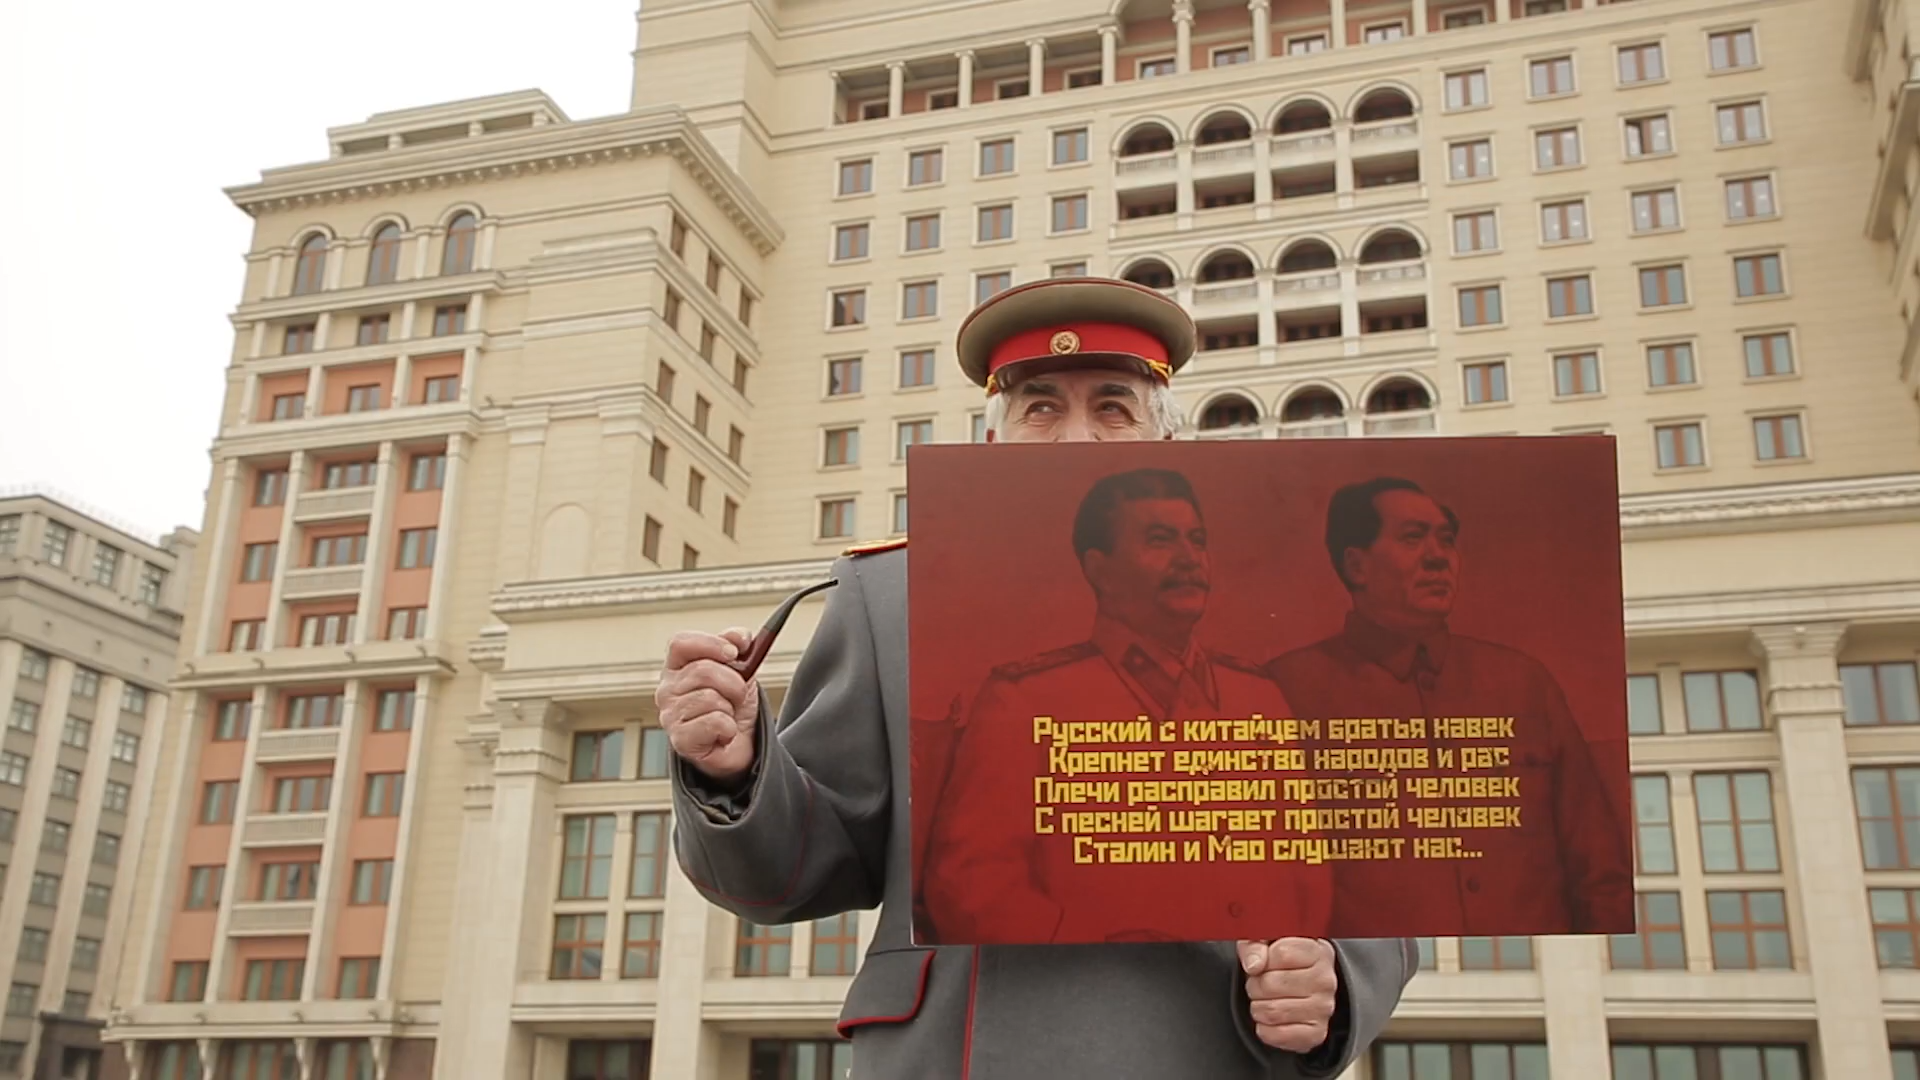 Русский с китайцем братья навек
Крепнет единство народов и рас
Плечи расправил простой человек
С песней шагает простой человек
Сталин и Мао слушают нас...